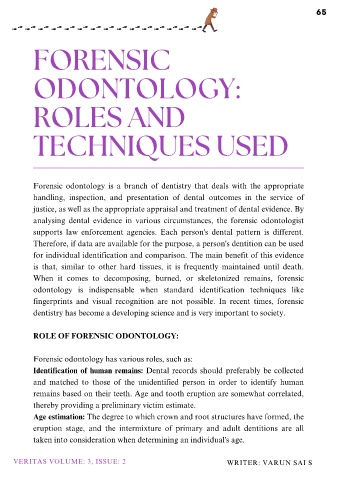 65
FORENSIC
ODONTOLOGY:
ROLES AND
TECHNIQUES USED
Forensic odontology is a branch of dentistry that deals with the appropriate
handling, inspection, and presentation of dental outcomes in the service of
justice, as well as the appropriate appraisal and treatment of dental evidence. By
analysing dental evidence in various circumstances, the forensic odontologist
supports law enforcement agencies. Each person's dental pattern is different.
Therefore, if data are available for the purpose, a person's dentition can be used
for individual identification and comparison. The main benefit of this evidence
is that, similar to other hard tissues, it is frequently maintained until death.
When it comes to decomposing, burned, or skeletonized remains, forensic
odontology is indispensable when standard identification techniques like
fingerprints and visual recognition are not possible. In recent times, forensic
dentistry has become a developing science and is very important to society.
ROLE OF FORENSIC ODONTOLOGY:
Forensic odontology has various roles, such as:
Identification of human remains: Dental records should preferably be collected
and matched to those of the unidentified person in order to identify human
remains based on their teeth. Age and tooth eruption are somewhat correlated,
thereby providing a preliminary victim estimate.
Age estimation: The degree to which crown and root structures have formed, the
eruption stage, and the intermixture of primary and adult dentitions are all
taken into consideration when determining an individual's age.
VERITAS VOLUME: 3, ISSUE: 2
WRITER: VARUN SAI S